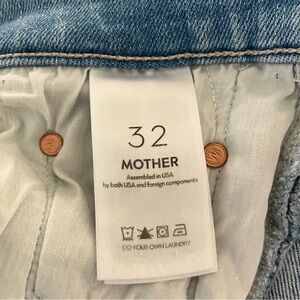 32
MOTHER
Assembled in USA
by both USA and foreign components
DO YOUR OWN LAUNDRY